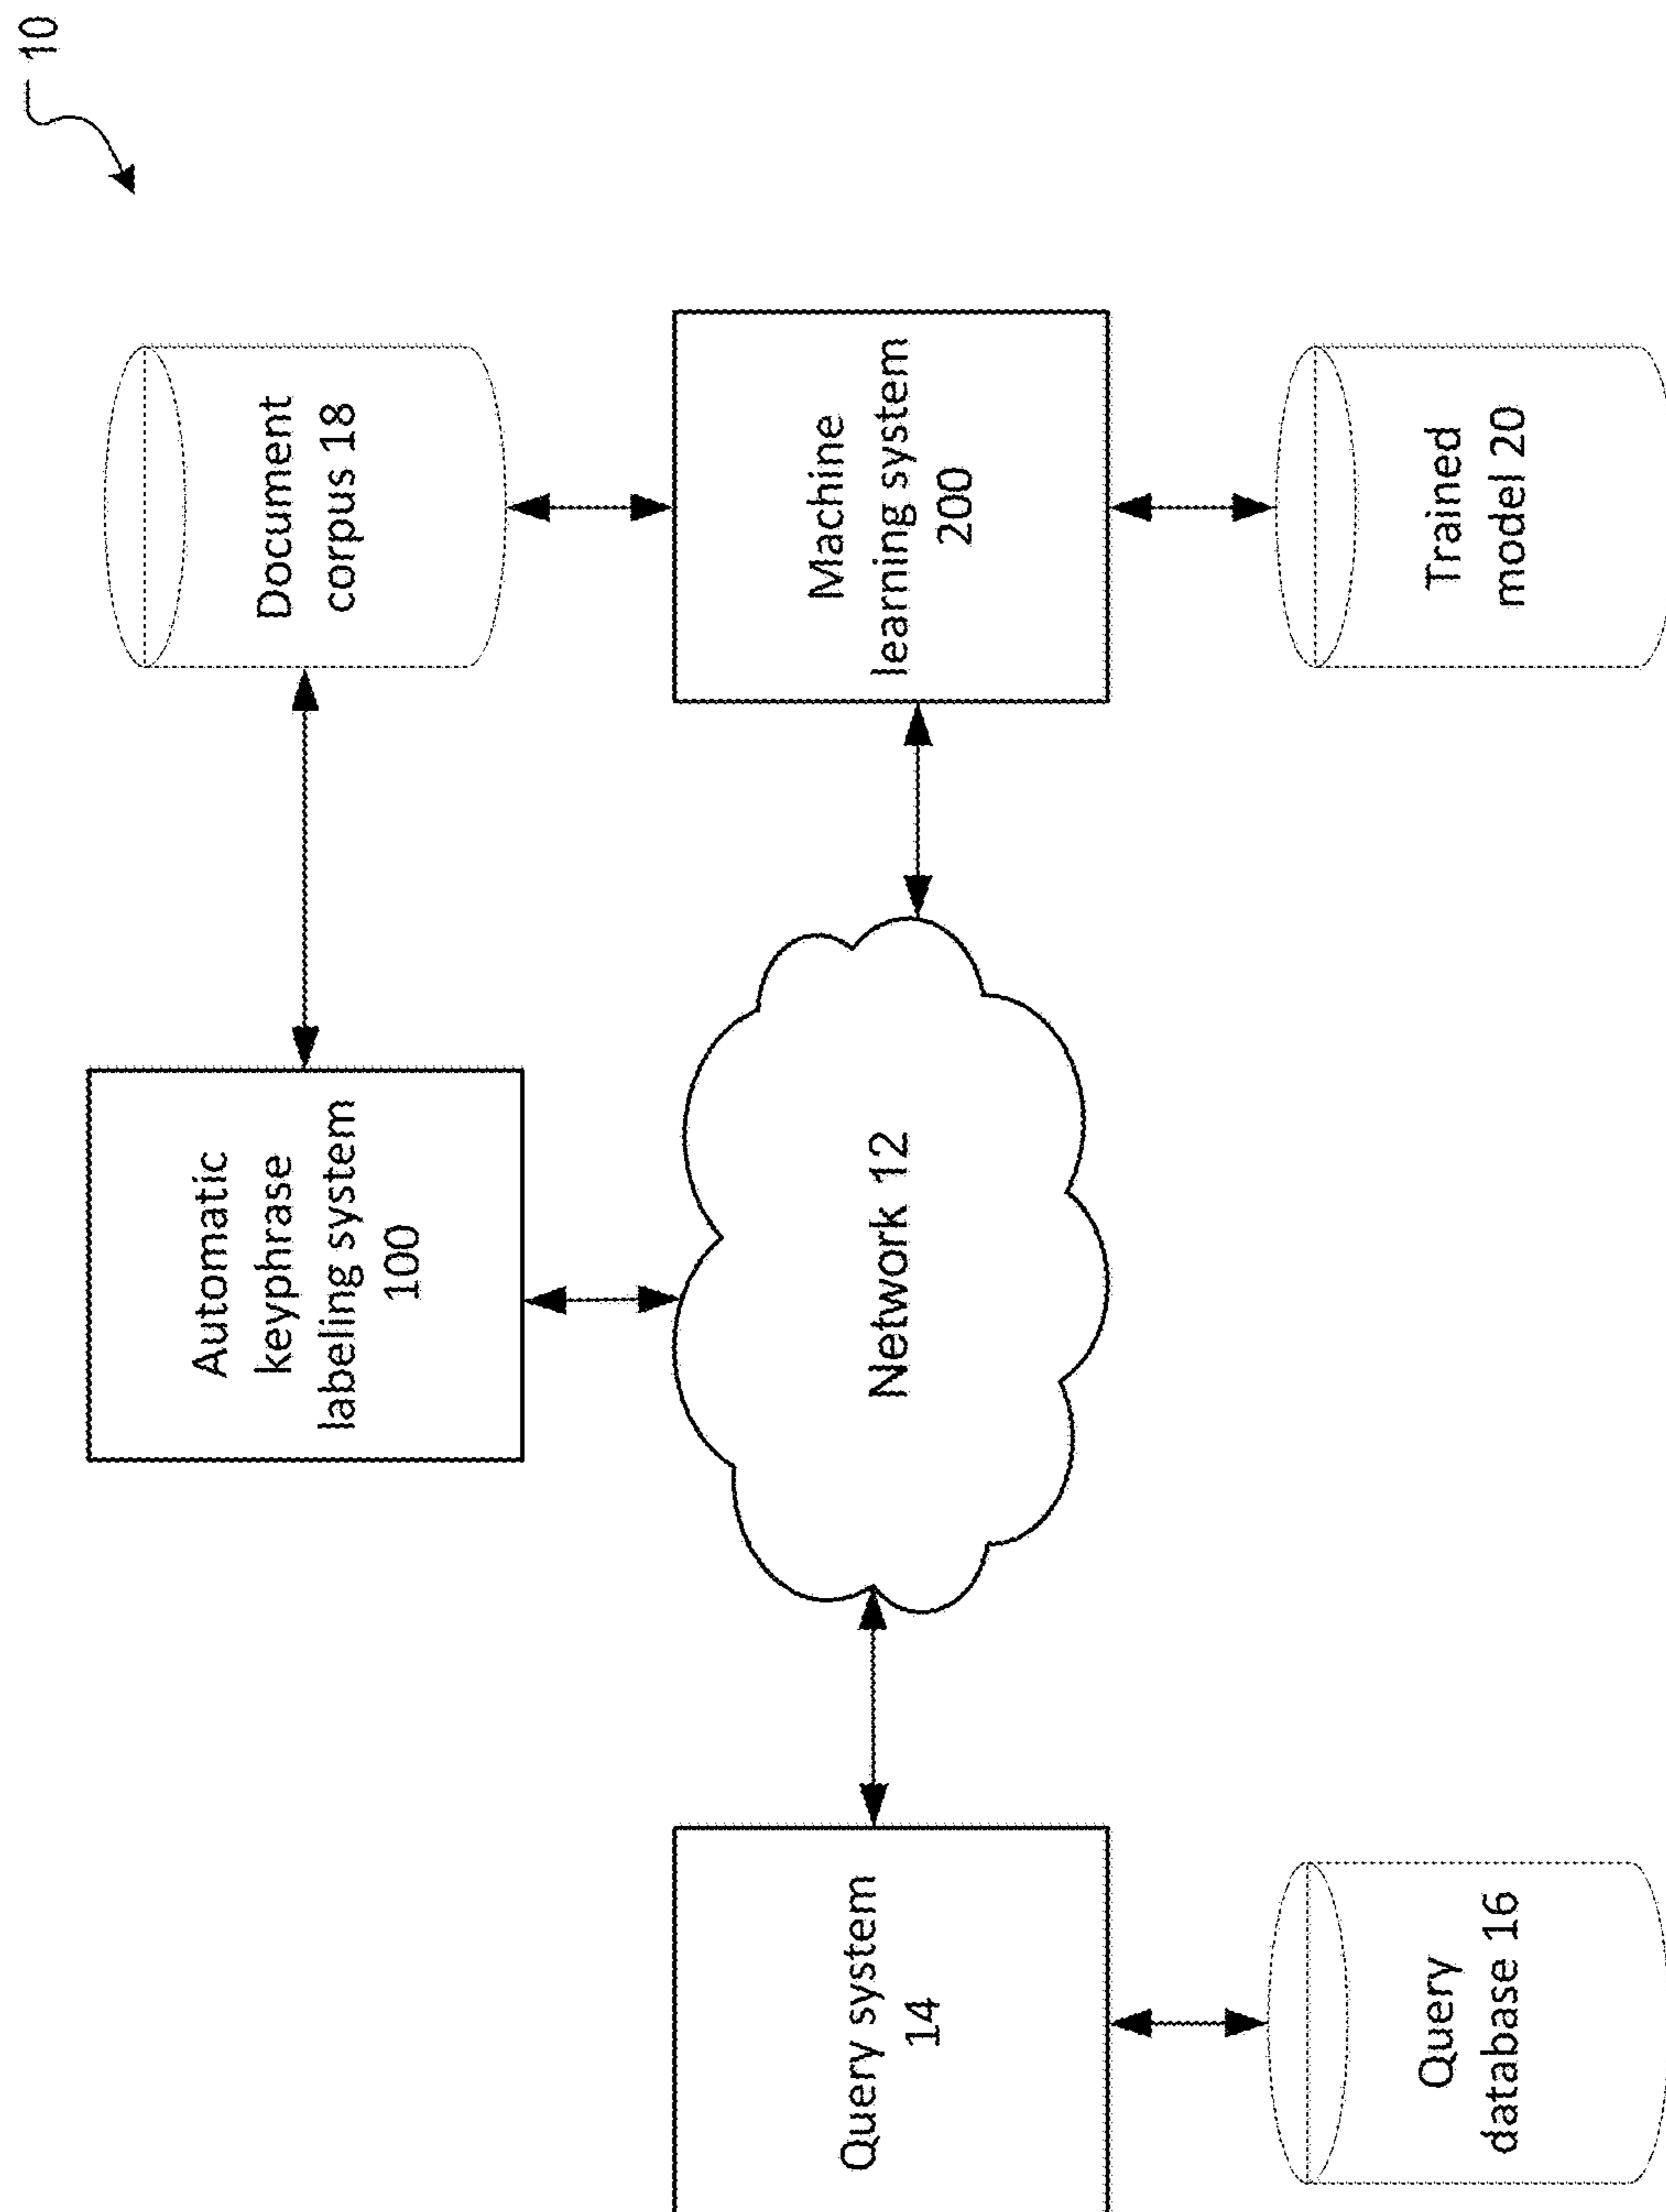 10
Automatic
keyphrase
labeling system
100
Document
corpus 18
Query system
14
Network 12
Machine
learning system
200
Query
database 16
Trained
model 20